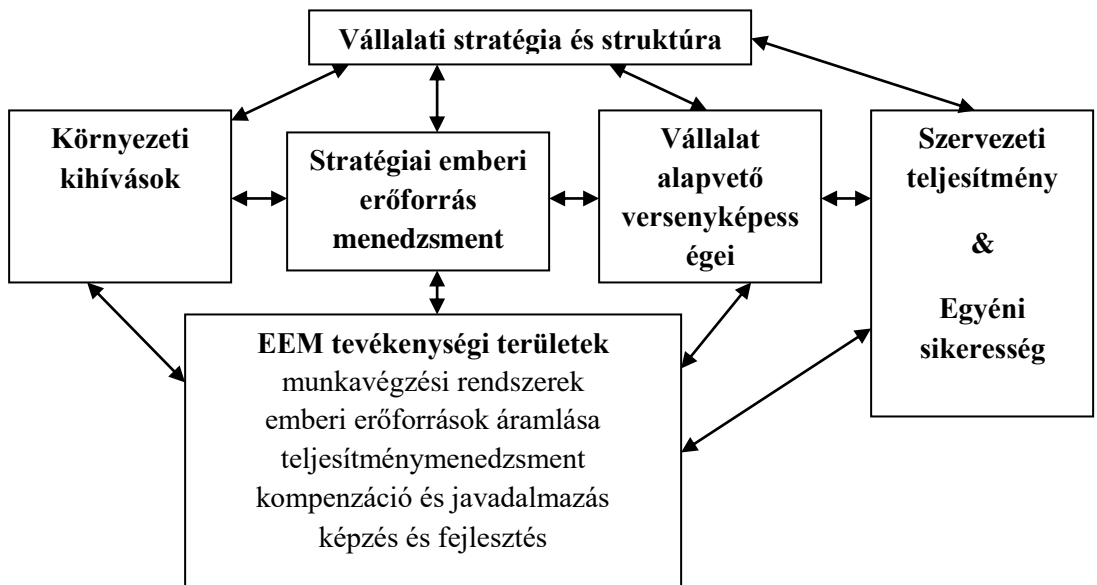 Vállalati stratégia és struktúra
Környezeti
kihívások
Stratégiai emberi
erőforrás
menedzsment
Vállalat
alapvető
versenyképess
égei
Szervezeti
teljesítmény
&
Egyéni
sikeresség
EEM tevékenységi területek
munkavégzési rendszerek
emberi erőforrások áramlása
teljesítménymenedzsment
kompenzáció és javadalmazás
képzés és fejlesztés